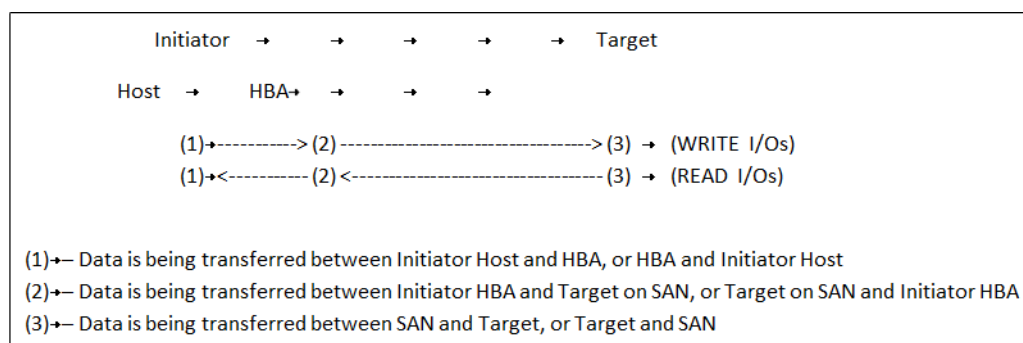 Initiator → → → → → Target
Host → HBA→ → → →
(1)→----------->(2)---------------------------------->(3) → (WRITE I/Os)
(1)→<-----------(2)<----------------------------------(3) → (READ I/Os)
(1)→– Data is being transferred between Initiator Host and HBA, or HBA and Initiator Host
(2)→– Data is being transferred between Initiator HBA and Target on SAN, or Target on SAN and Initiator HBA
(3)→– Data is being transferred between SAN and Target, or Target and SAN